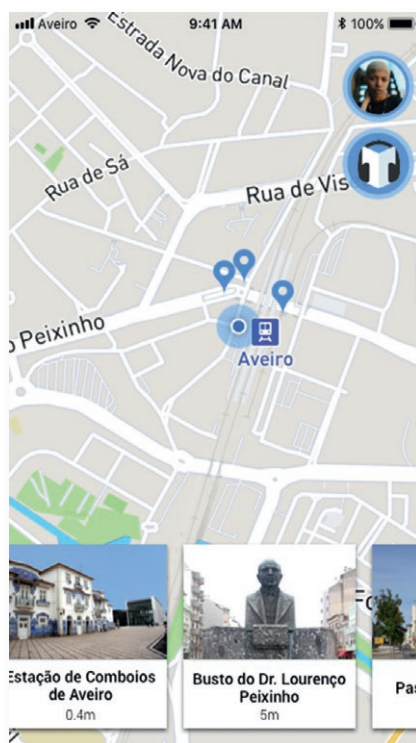 Aveiro 9:41 AM 100%
Estrada Nova do Canal
Rua de Sá
Rua de Vis
o Peixinho
Aveiro
Estação de Comboios
de Aveiro
0.4m
Busto do Dr. Lourenço
Peixinho
5m
Pas